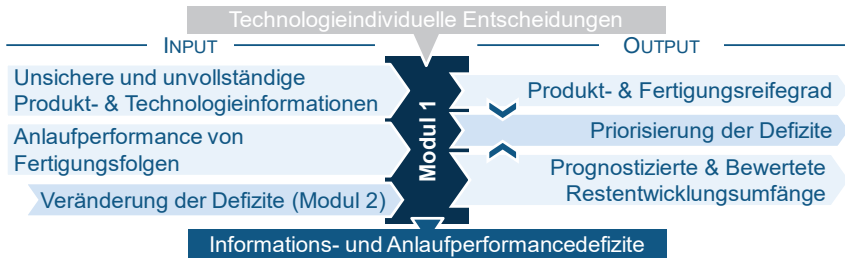 Technologieindividuelle Entscheidungen
INPUT
OUTPUT
Unsichere und unvollständige
Produkt- & Technologieinformationen
Anlaufperformance von
Fertigungsfolgen
Veränderung der Defizite (Modul 2)
Modul 1
Produkt- & Fertigungsreifegrad
Priorisierung der Defizite
Prognostizierte & Bewertete
Restentwicklungsumfänge
Informations- und Anlaufperformancedefizite